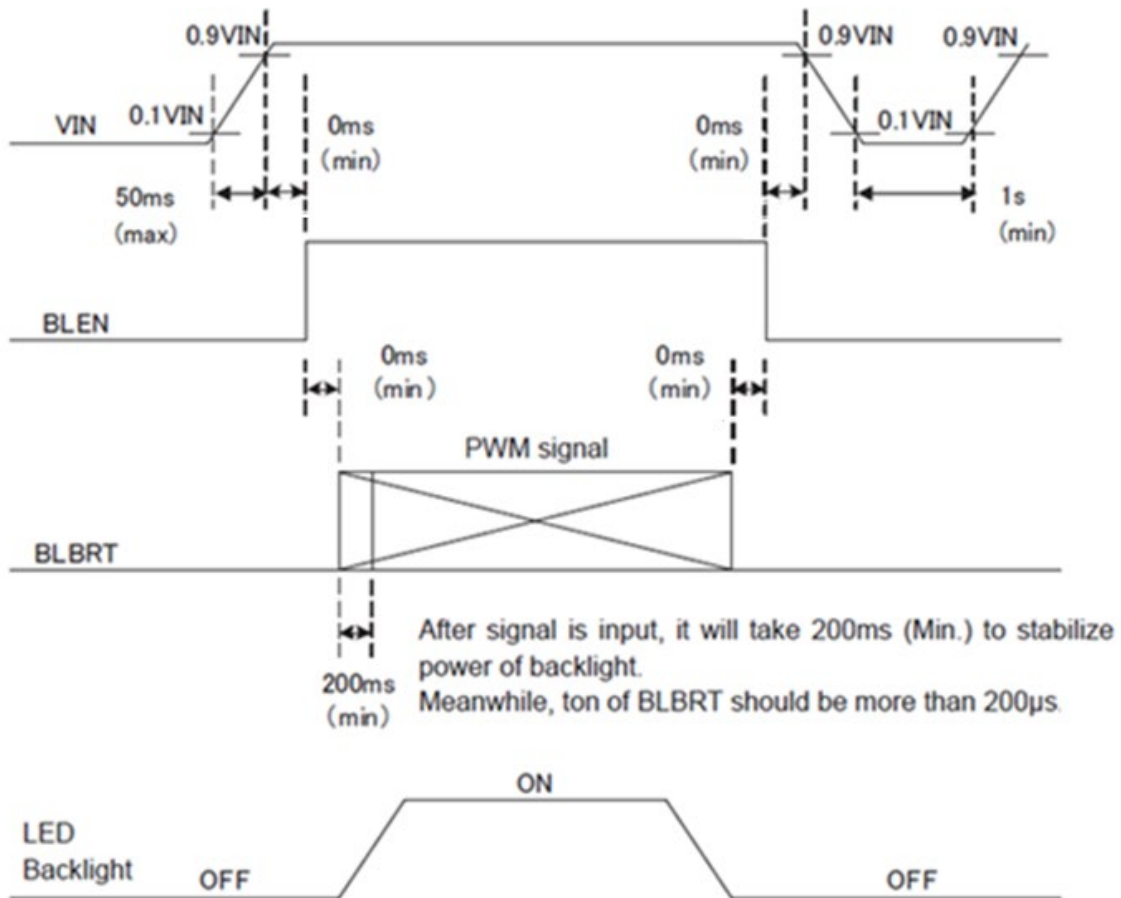 0.9VIN
0.9VIN
0.9VIN
VIN
0.1VIN
0ms
(min)
0ms
(min)
0.1VIN
50ms
(max)
1s
(min)
BLEN
0ms
(min)
0ms
(min)
PWM signal
BLBRT
200ms
(min)
After signal is input, it will take 200ms (Min.) to stabilize
power of backlight.
Meanwhile, ton of BLBRT should be more than 200μs.
ON
LED
Backlight
OFF
OFF